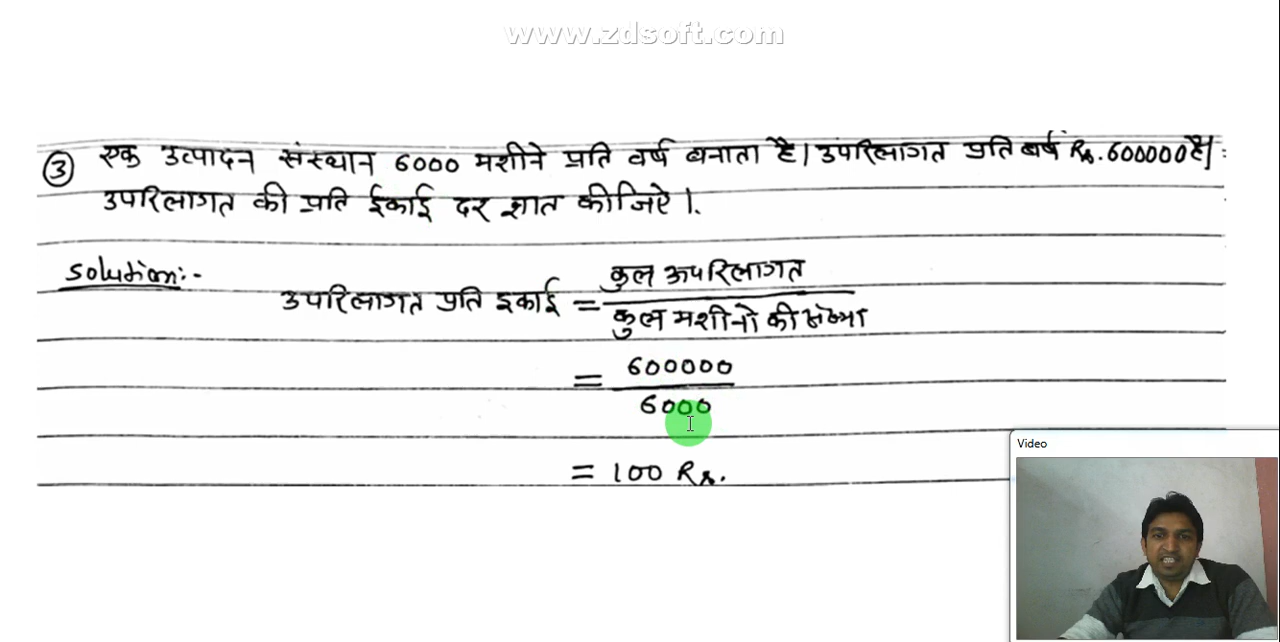 www.zdsoft.com
③ एक उत्पादन संस्थान 6000 मशीने प्रति वर्ष बनाता है। उपरिलागत प्रति वर्ष Rs. 600000 है।
उपरिलागत की प्रति ईकाई दर ज्ञात कीजिऐ।
Solution:-
उपरिलागत प्रति इकाई = कुल ऊपरिलागत
कुल मशीनो की संख्या
= 600000
6000
= 100 Rs.
Video